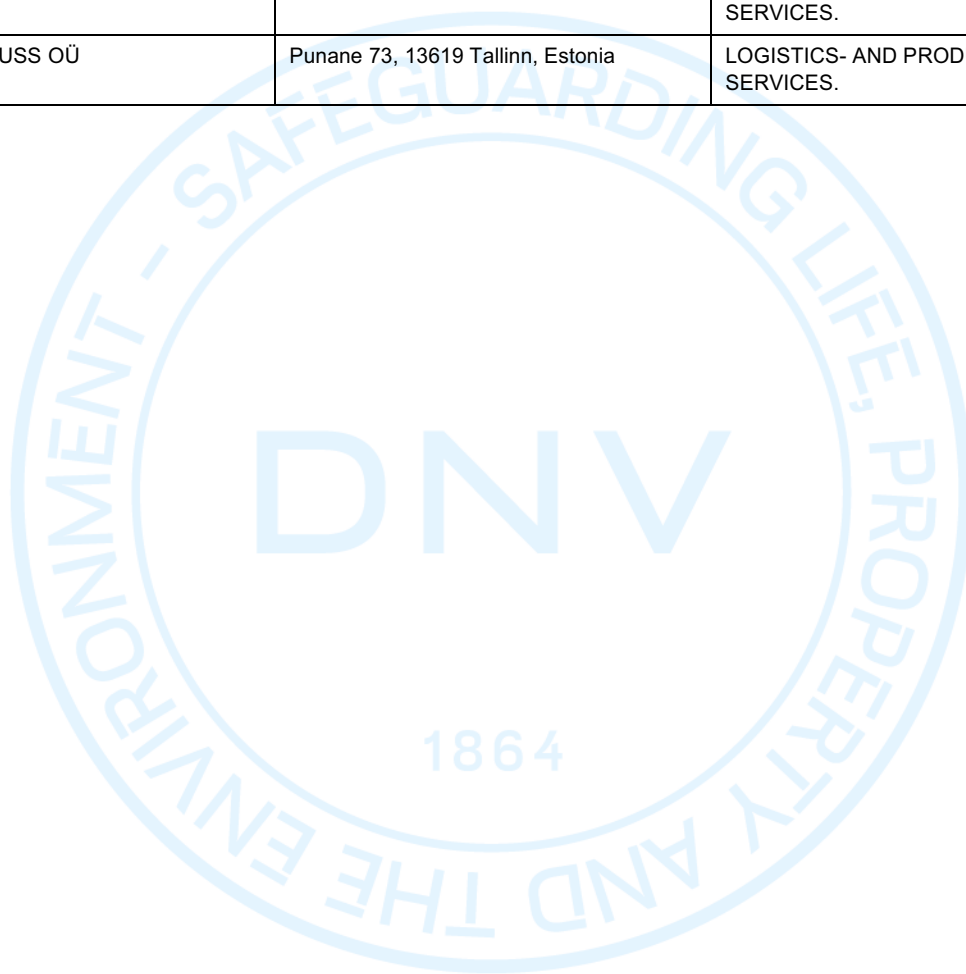 SERVICES.
USS OÜ
Punane 73, 13619 Tallinn, Estonia
LOGISTICS- AND PROD
SERVICES.
SAFEGUARDING LIFE, PROPERTY AND THE ENVIRONMENT -
DNV
1864